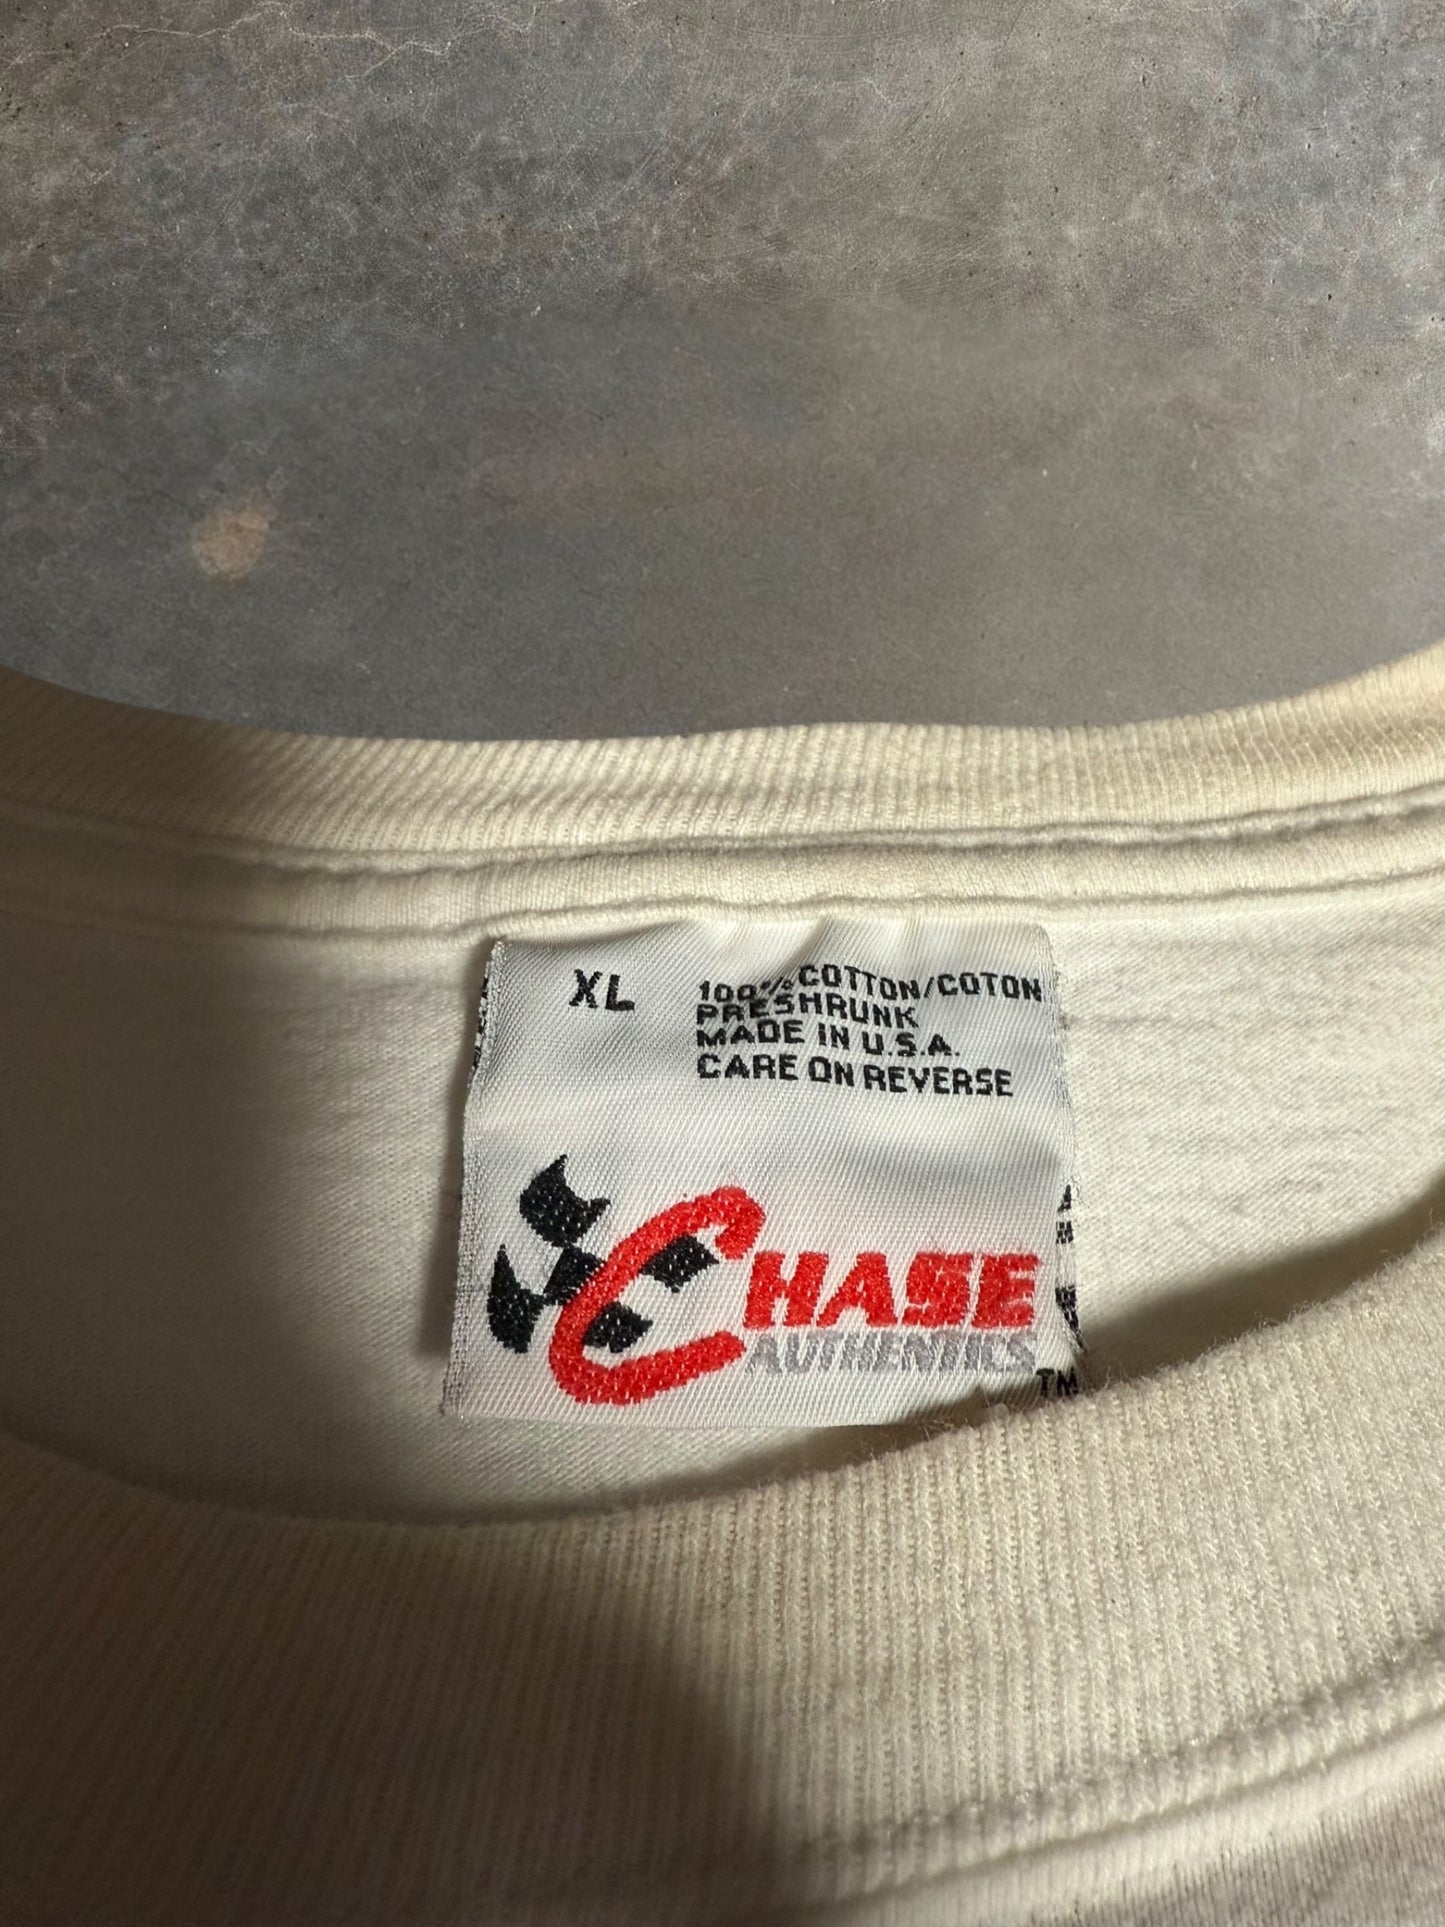 XL
100% COTTON/COTON
PRESHRUNK
MADE IN U.S.A.
CARE ON REVERSE
CHASE
AUTHENTICS
TM